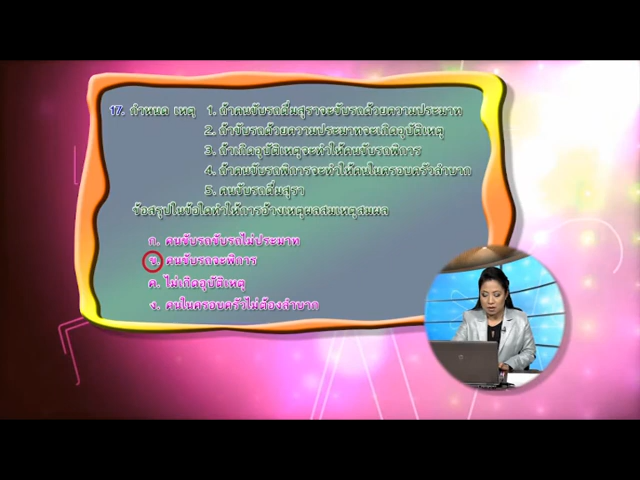 17. กำหนด เหตุ 1. ถ้าคนขับรถดื่มสุราจะขับรถด้วยความประมาท
2. ถ้าขับรถด้วยความประมาทจะเกิดอุบัติเหตุ
3. ถ้าเกิดอุบัติเหตุจะทำให้คนขับรถพิการ
4. ถ้าคนขับรถพิการจะทำให้คนในครอบครัวลำบาก
5. คนขับรถดื่มสุรา
ข้อสรุปในข้อใดทำให้การอ้างเหตุผลสมเหตุสมผล
ก. คนขับรถขับรถไม่ประมาท
ข. คนขับรถจะพิการ
ค. ไม่เกิดอุบัติเหตุ
ง. คนในครอบครัวไม่ต้องลำบาก